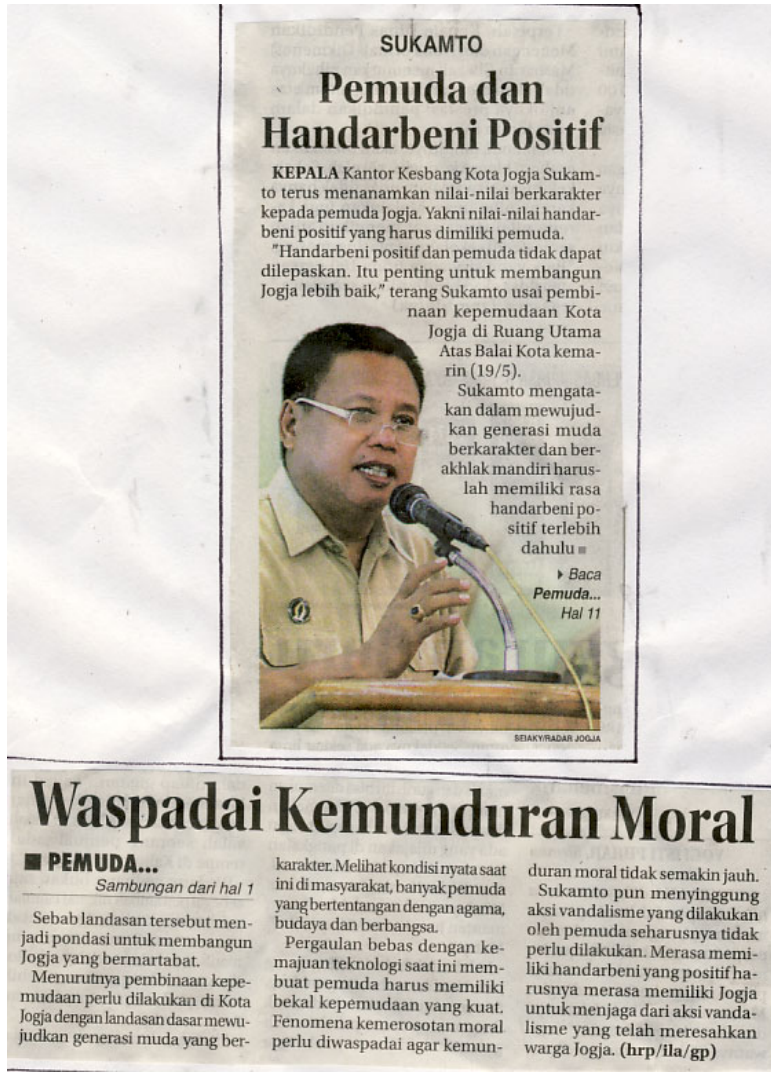 SUKAMTO
Pemuda dan
Handarbeni Positif
KEPALA Kantor Kesbang Kota Jogja Sukam-
to terus menanamkan nilai-nilai berkarakter
kepada pemuda Jogja. Yakni nilai-nilai handar-
beni positif yang harus dimiliki pemuda.
"Handarbeni positif dan pemuda tidak dapat
dilepaskan. Itu penting untuk membangun
Jogja lebih baik," terang Sukamto usai pembi-
naan kepemudaan Kota
Jogja di Ruang Utama
Atas Balai Kota kema-
rin (19/5).
Sukamto mengata-
kan dalam mewujud-
kan generasi muda
berkarakter dan ber-
akhlak mandiri harus-
lah memiliki rasa
handarbeni po-
sitif terlebih
dahulu
Baca
Pemuda...
Hal 11
SEIAKY/RADAR JOGJA
Waspadai Kemunduran Moral
PEMUDA...
Sambungan dari hal 1
Sebab landasan tersebut men-
jadi pondasi untuk membangun
Jogja yang bermartabat.
Menurutnya pembinaan kepe-
mudaan perlu dilakukan di Kota
Jogja dengan landasan dasar mewu-
judkan generasi muda yang ber-
karakter. Melihat kondisi nyata saat
ini di masyarakat, banyak pemuda
yang bertentangan dengan agama,
budaya dan berbangsa.
Pergaulan bebas dengan ke-
majuan teknologi saat ini mem-
buat pemuda harus memiliki
bekal kepemudaan yang kuat.
Fenomena kemerosotan moral
perlu diwaspadai agar kemun-
duran moral tidak semakin jauh.
Sukamto pun menyinggung
aksi vandalisme yang dilakukan
oleh pemuda seharusnya tidak
perlu dilakukan. Merasa memi-
liki handarbeni yang positif ha-
rusnya merasa memiliki Jogja
untuk menjaga dari aksi vanda-
lisme yang telah meresahkan
warga Jogja. (hrp/ila/gp)